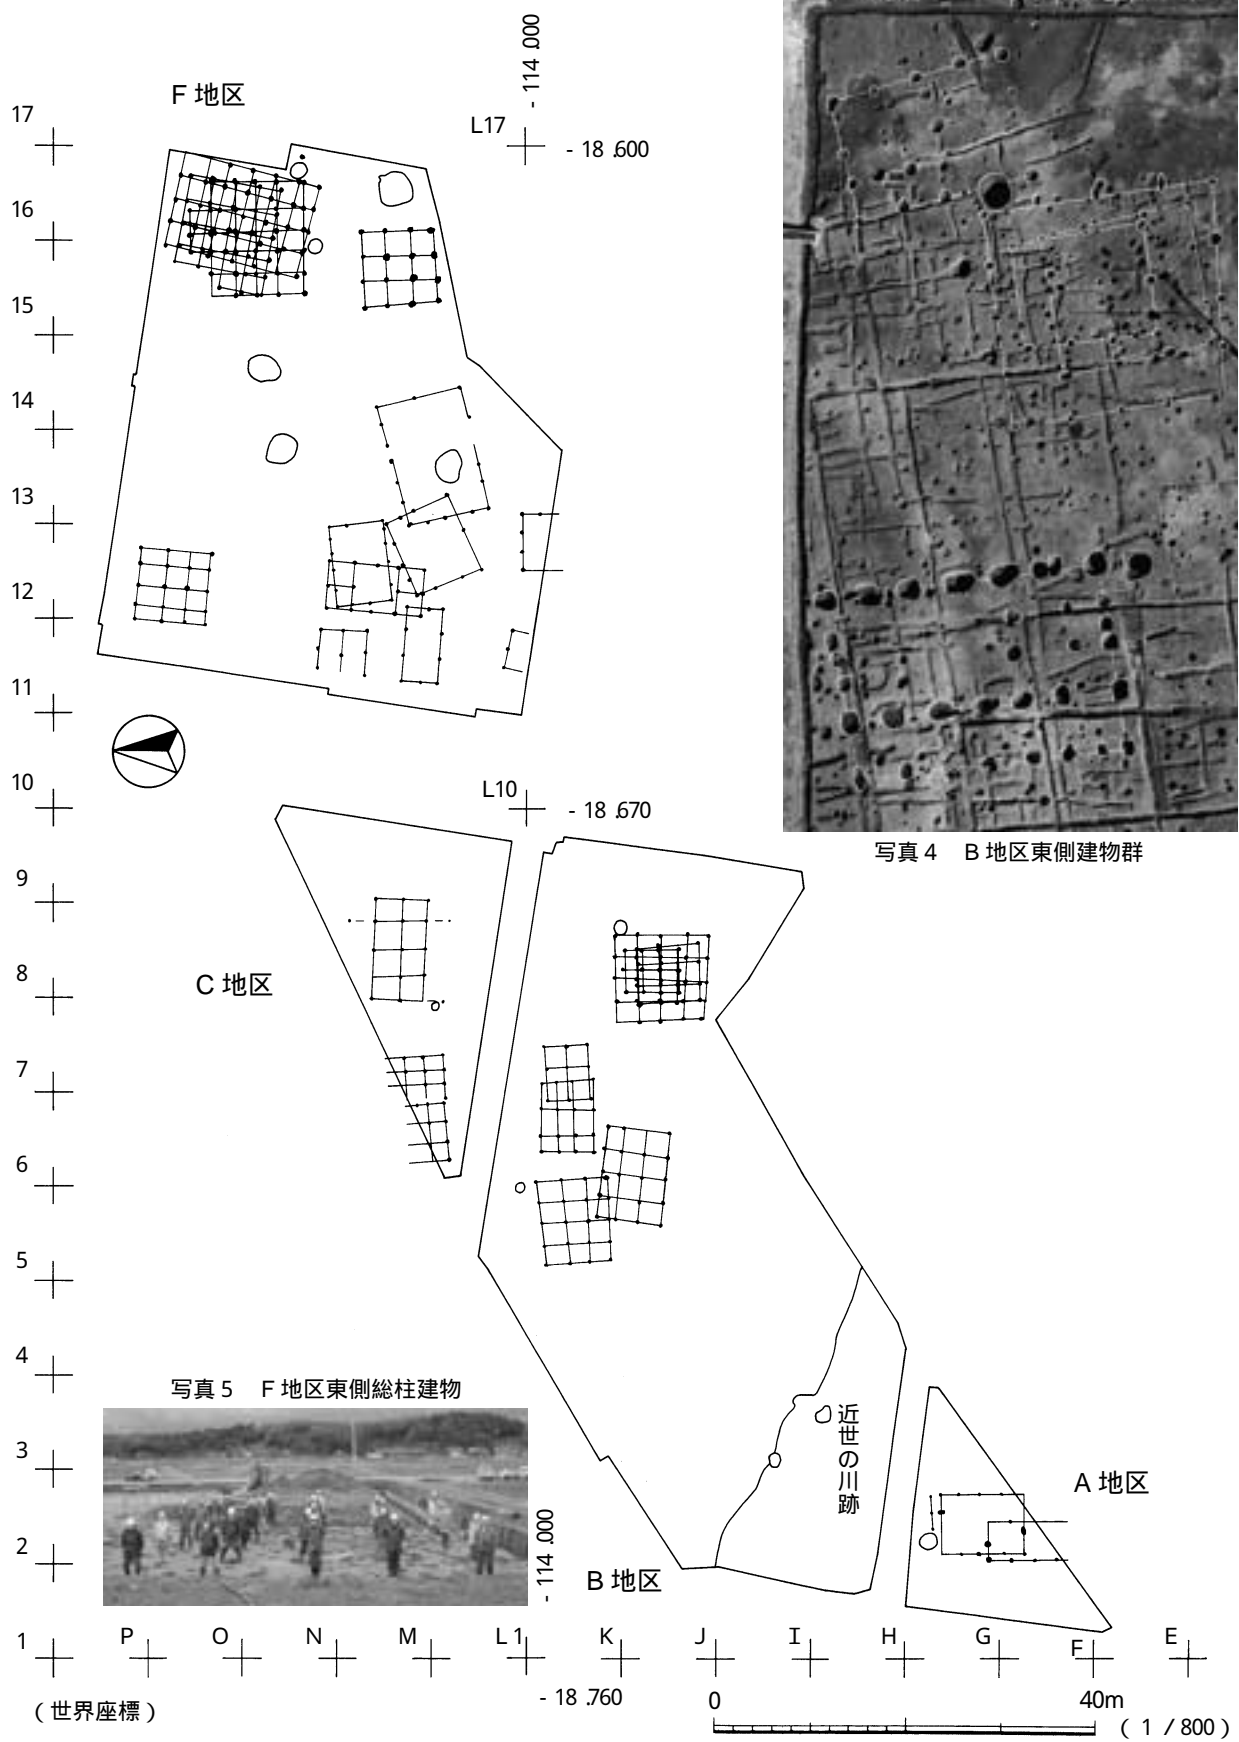 F 地区
- 114 .000
17
L17
- 18 .600
16
15
14
13
12
11
10
L10
- 18 .670
写真４　B 地区東側建物群
9
C 地区
8
7
6
5
4
写真５　F 地区東側総柱建物
近世の川跡
3
A 地区
2
- 114 .000
B 地区
1
P
O
N
M
L 1
K
J
I
H
G
F
E
- 18 .760
0
40m
（世界座標）
（ 1 / 800 ）